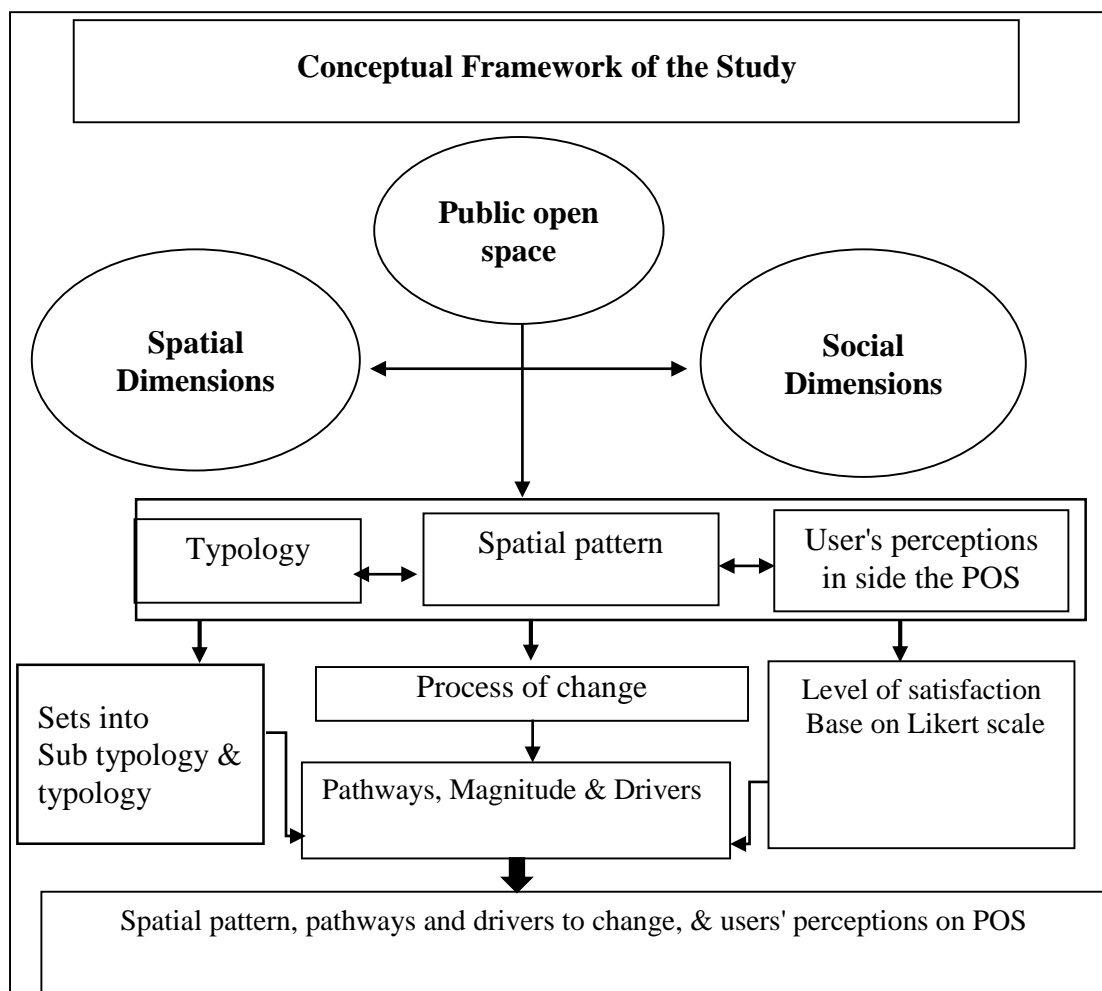 Conceptual Framework of the Study
Public open
space
Spatial
Dimensions
Social
Dimensions
Typology
Spatial pattern
User's perceptions
in side the POS
Sets into
Sub typology &
typology
Process of change
Level of satisfaction
Base on Likert scale
Pathways, Magnitude & Drivers
Spatial pattern, pathways and drivers to change, & users' perceptions on POS